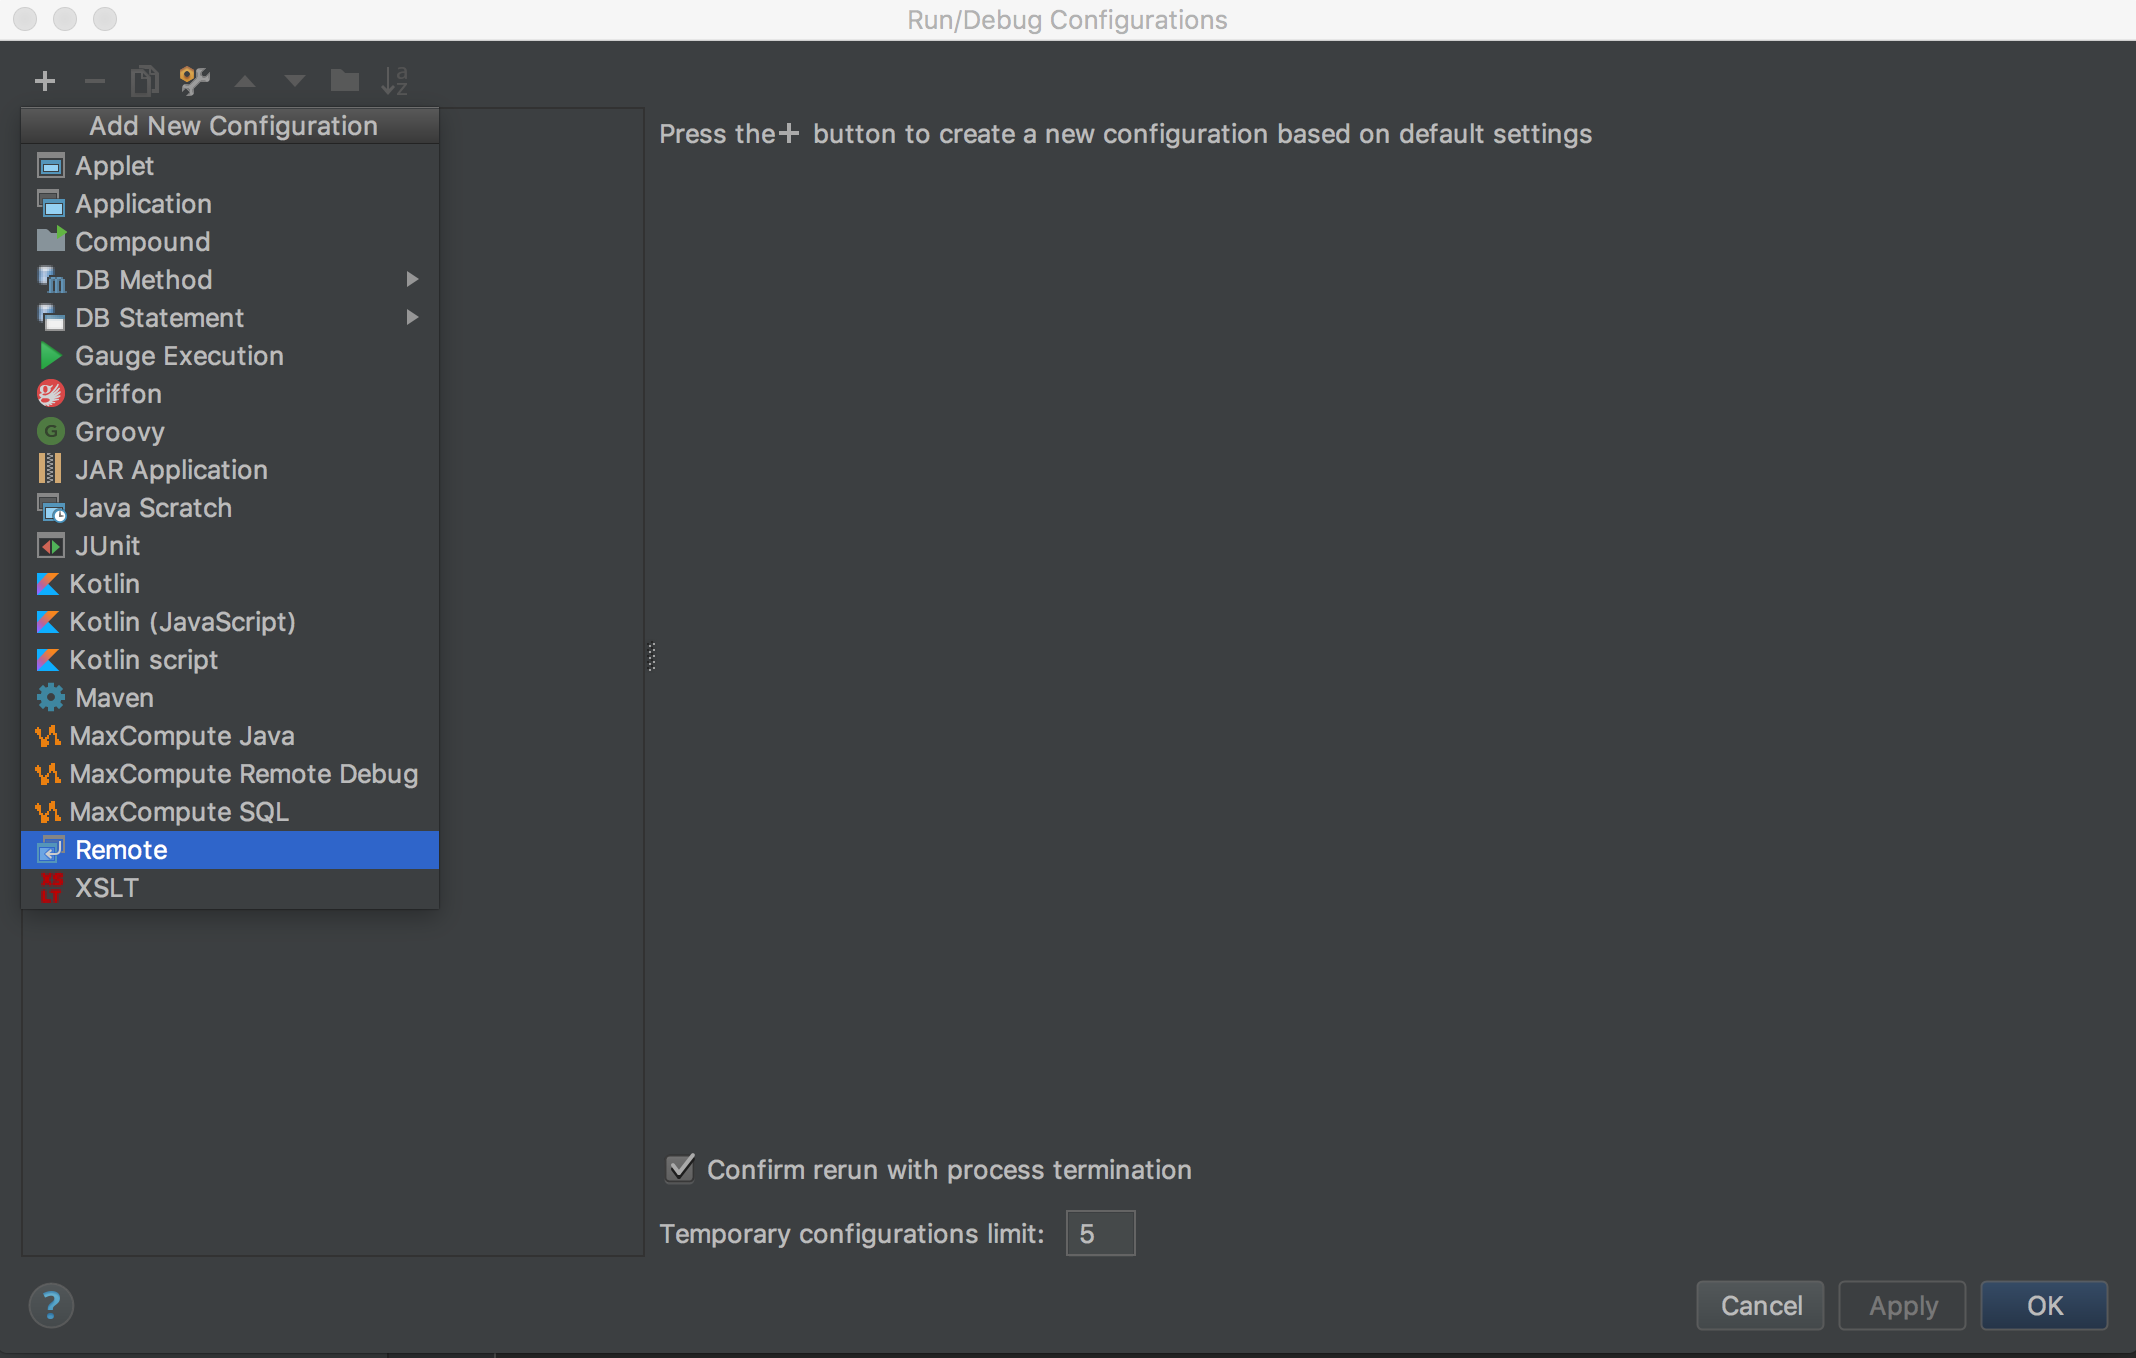 Run/Debug Configurations
Add New Configuration
Press the + button to create a new configuration based on default settings
Applet
Application
Compound
DB Method
DB Statement
Gauge Execution
Griffon
Groovy
JAR Application
Java Scratch
JUnit
Kotlin
Kotlin (JavaScript)
Kotlin script
Maven
MaxCompute Java
MaxCompute Remote Debug
MaxCompute SQL
Remote
XSLT
Confirm rerun with process termination
Temporary configurations limit: 5
? Cancel Apply OK